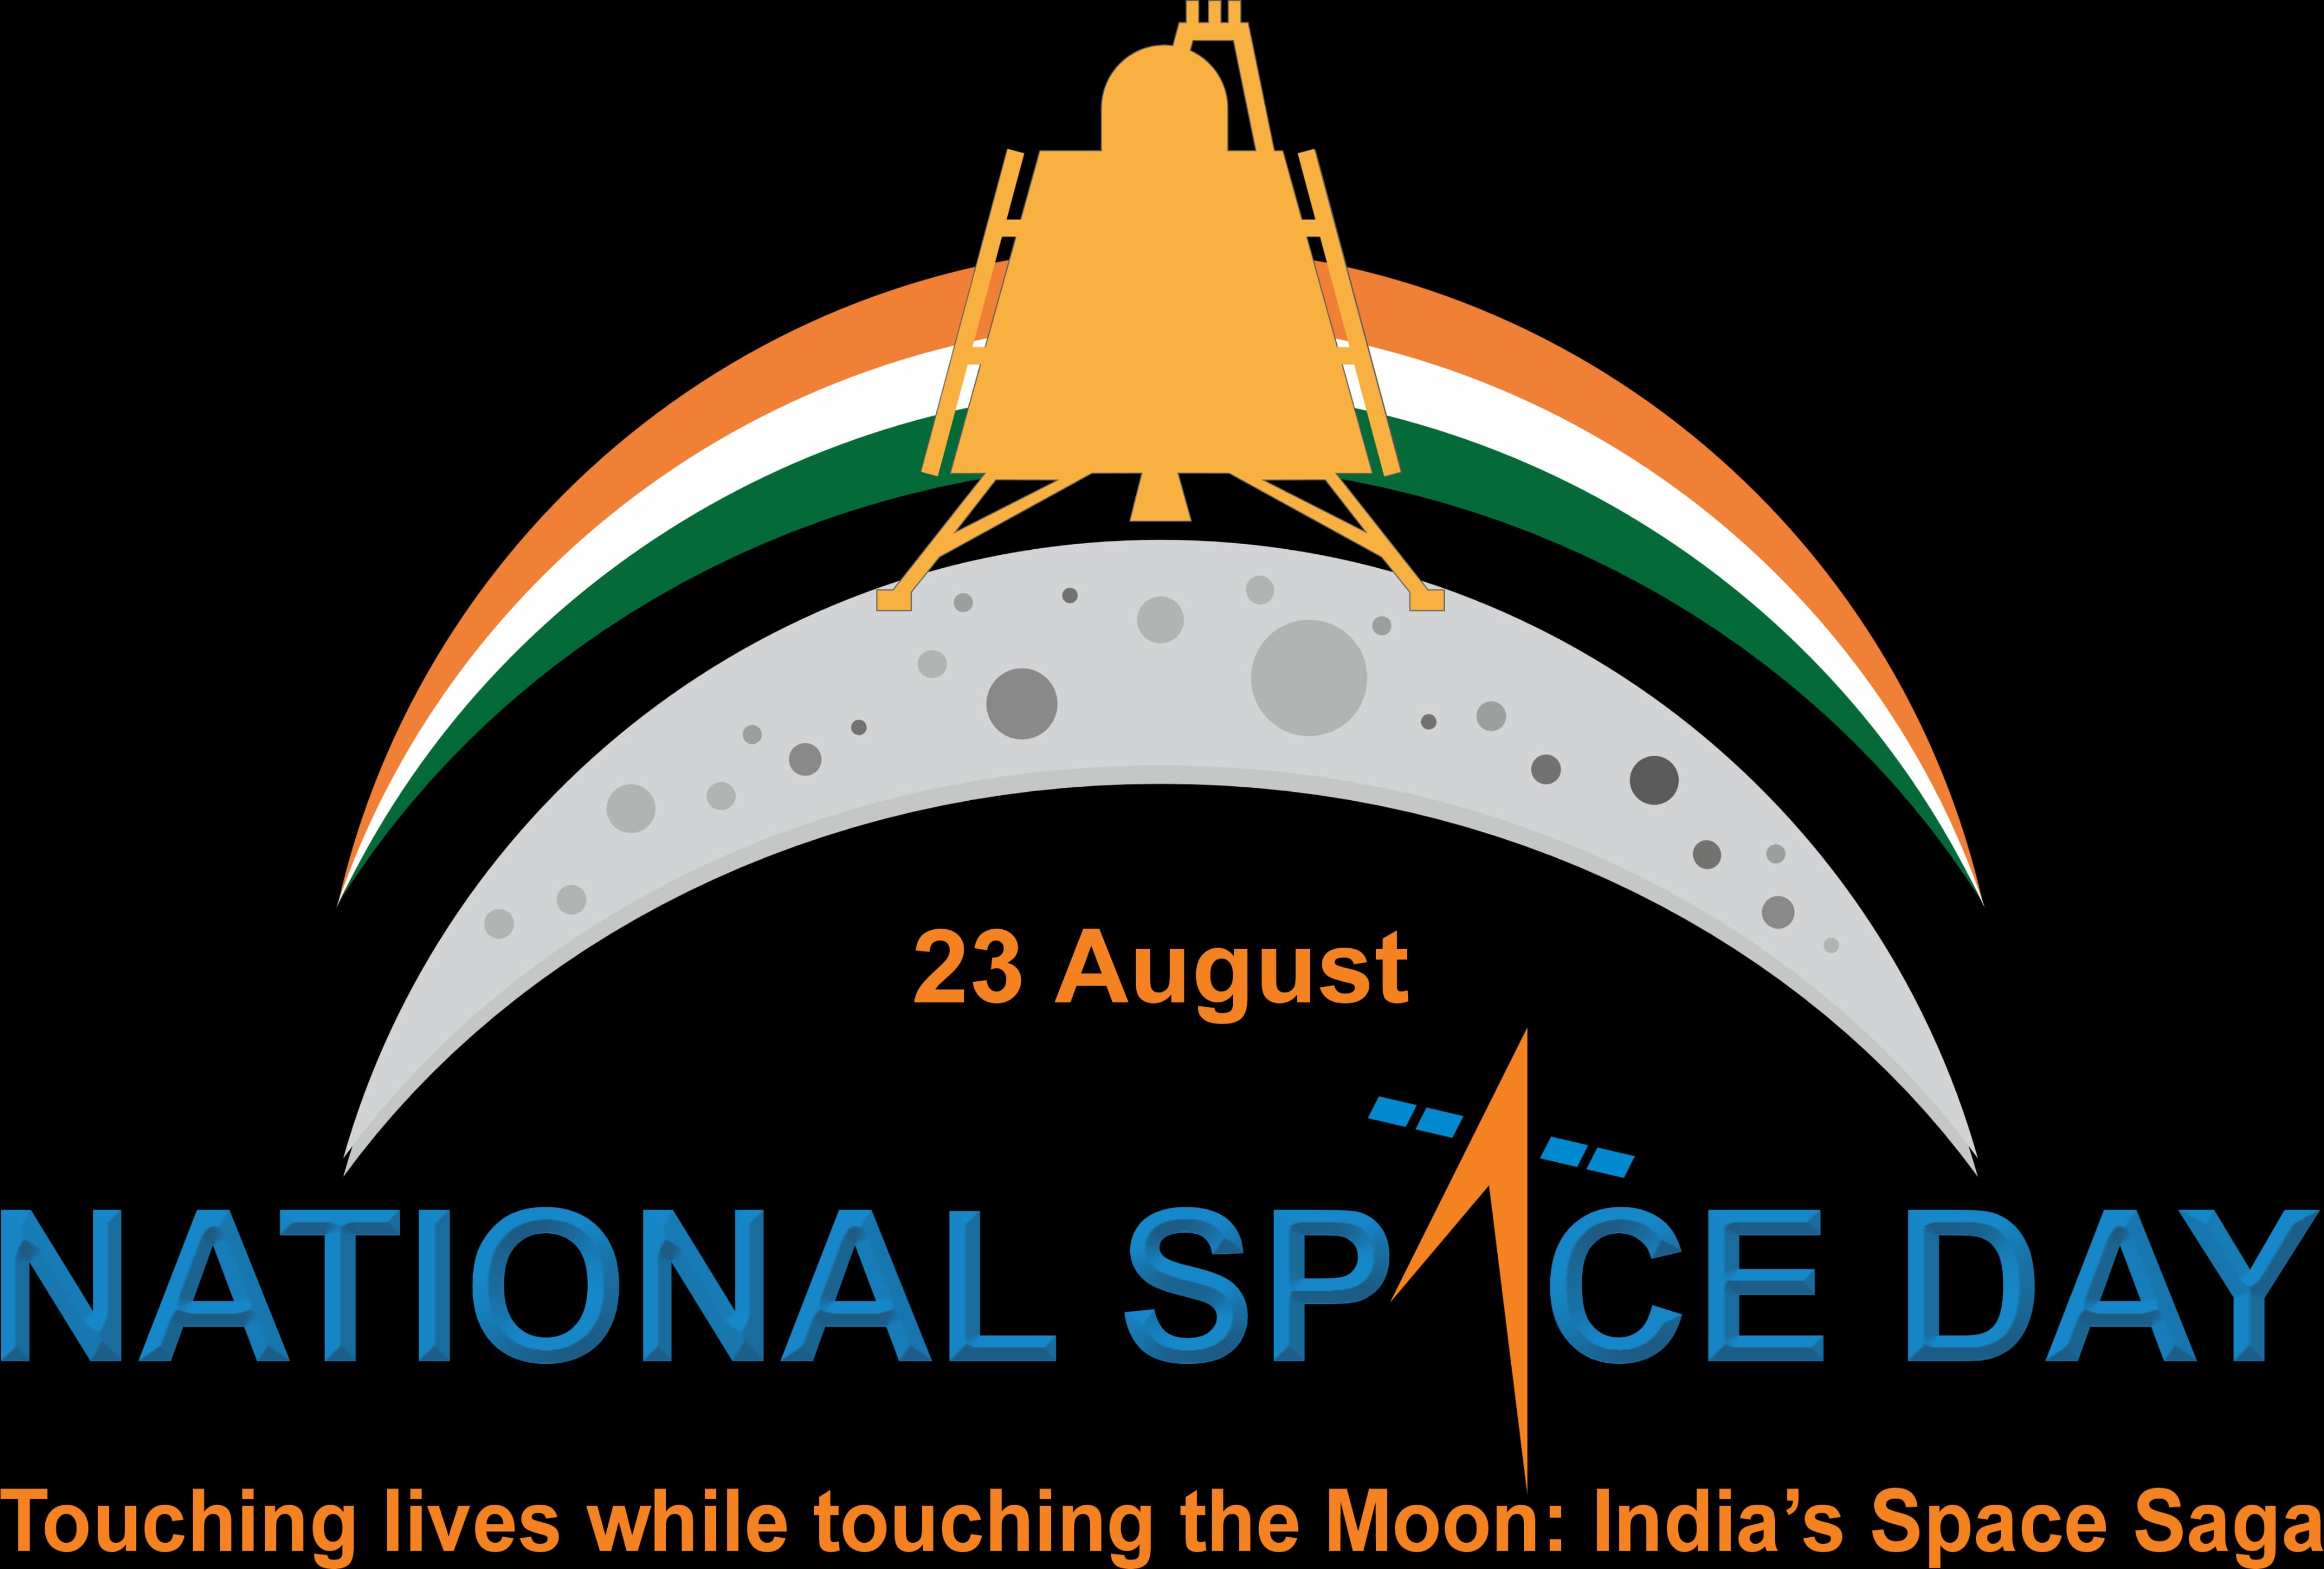 23 August
NATIONAL SPACE DAY
Touching lives while touching the Moon: India’s Space Saga